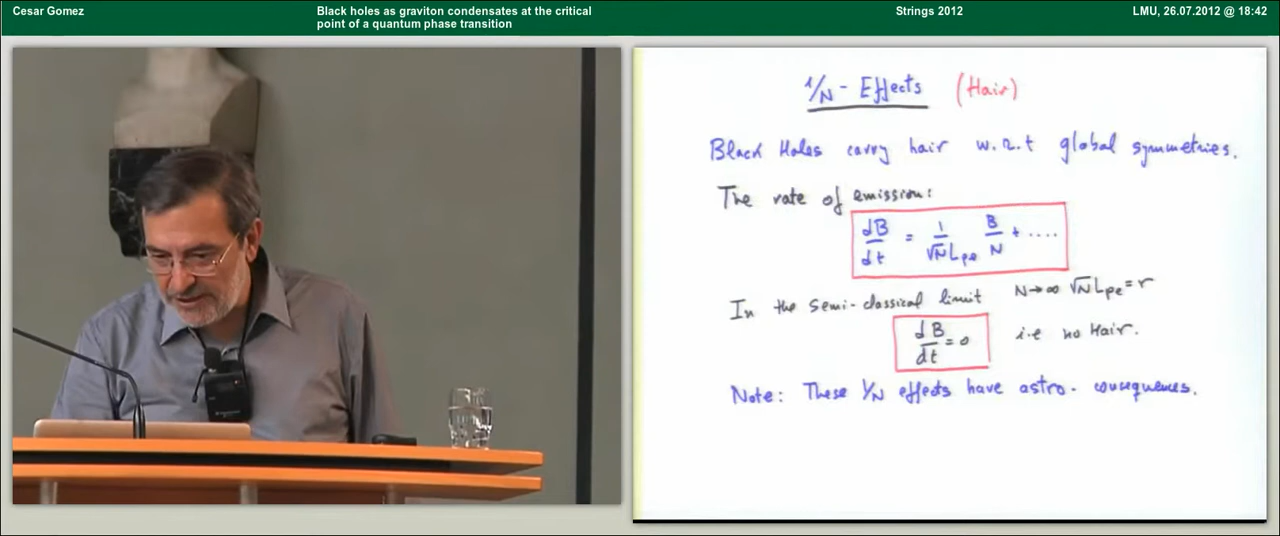 Cesar Gomez
Black holes as graviton condensates at the critical
point of a quantum phase transition
Strings 2012
LMU, 26.07.2012 @ 18:42
1/N - Effects (Hair)
Black Holes carry hair w.r.t global symmetries.
The rate of emission:
dB/dt = 1/(√N L_pe) B/N + ....
In the semi-classical limit N→∞ √N L_pe = r
dB/dt = 0 i.e no Hair.
Note: These 1/N effects have astro- consequences.